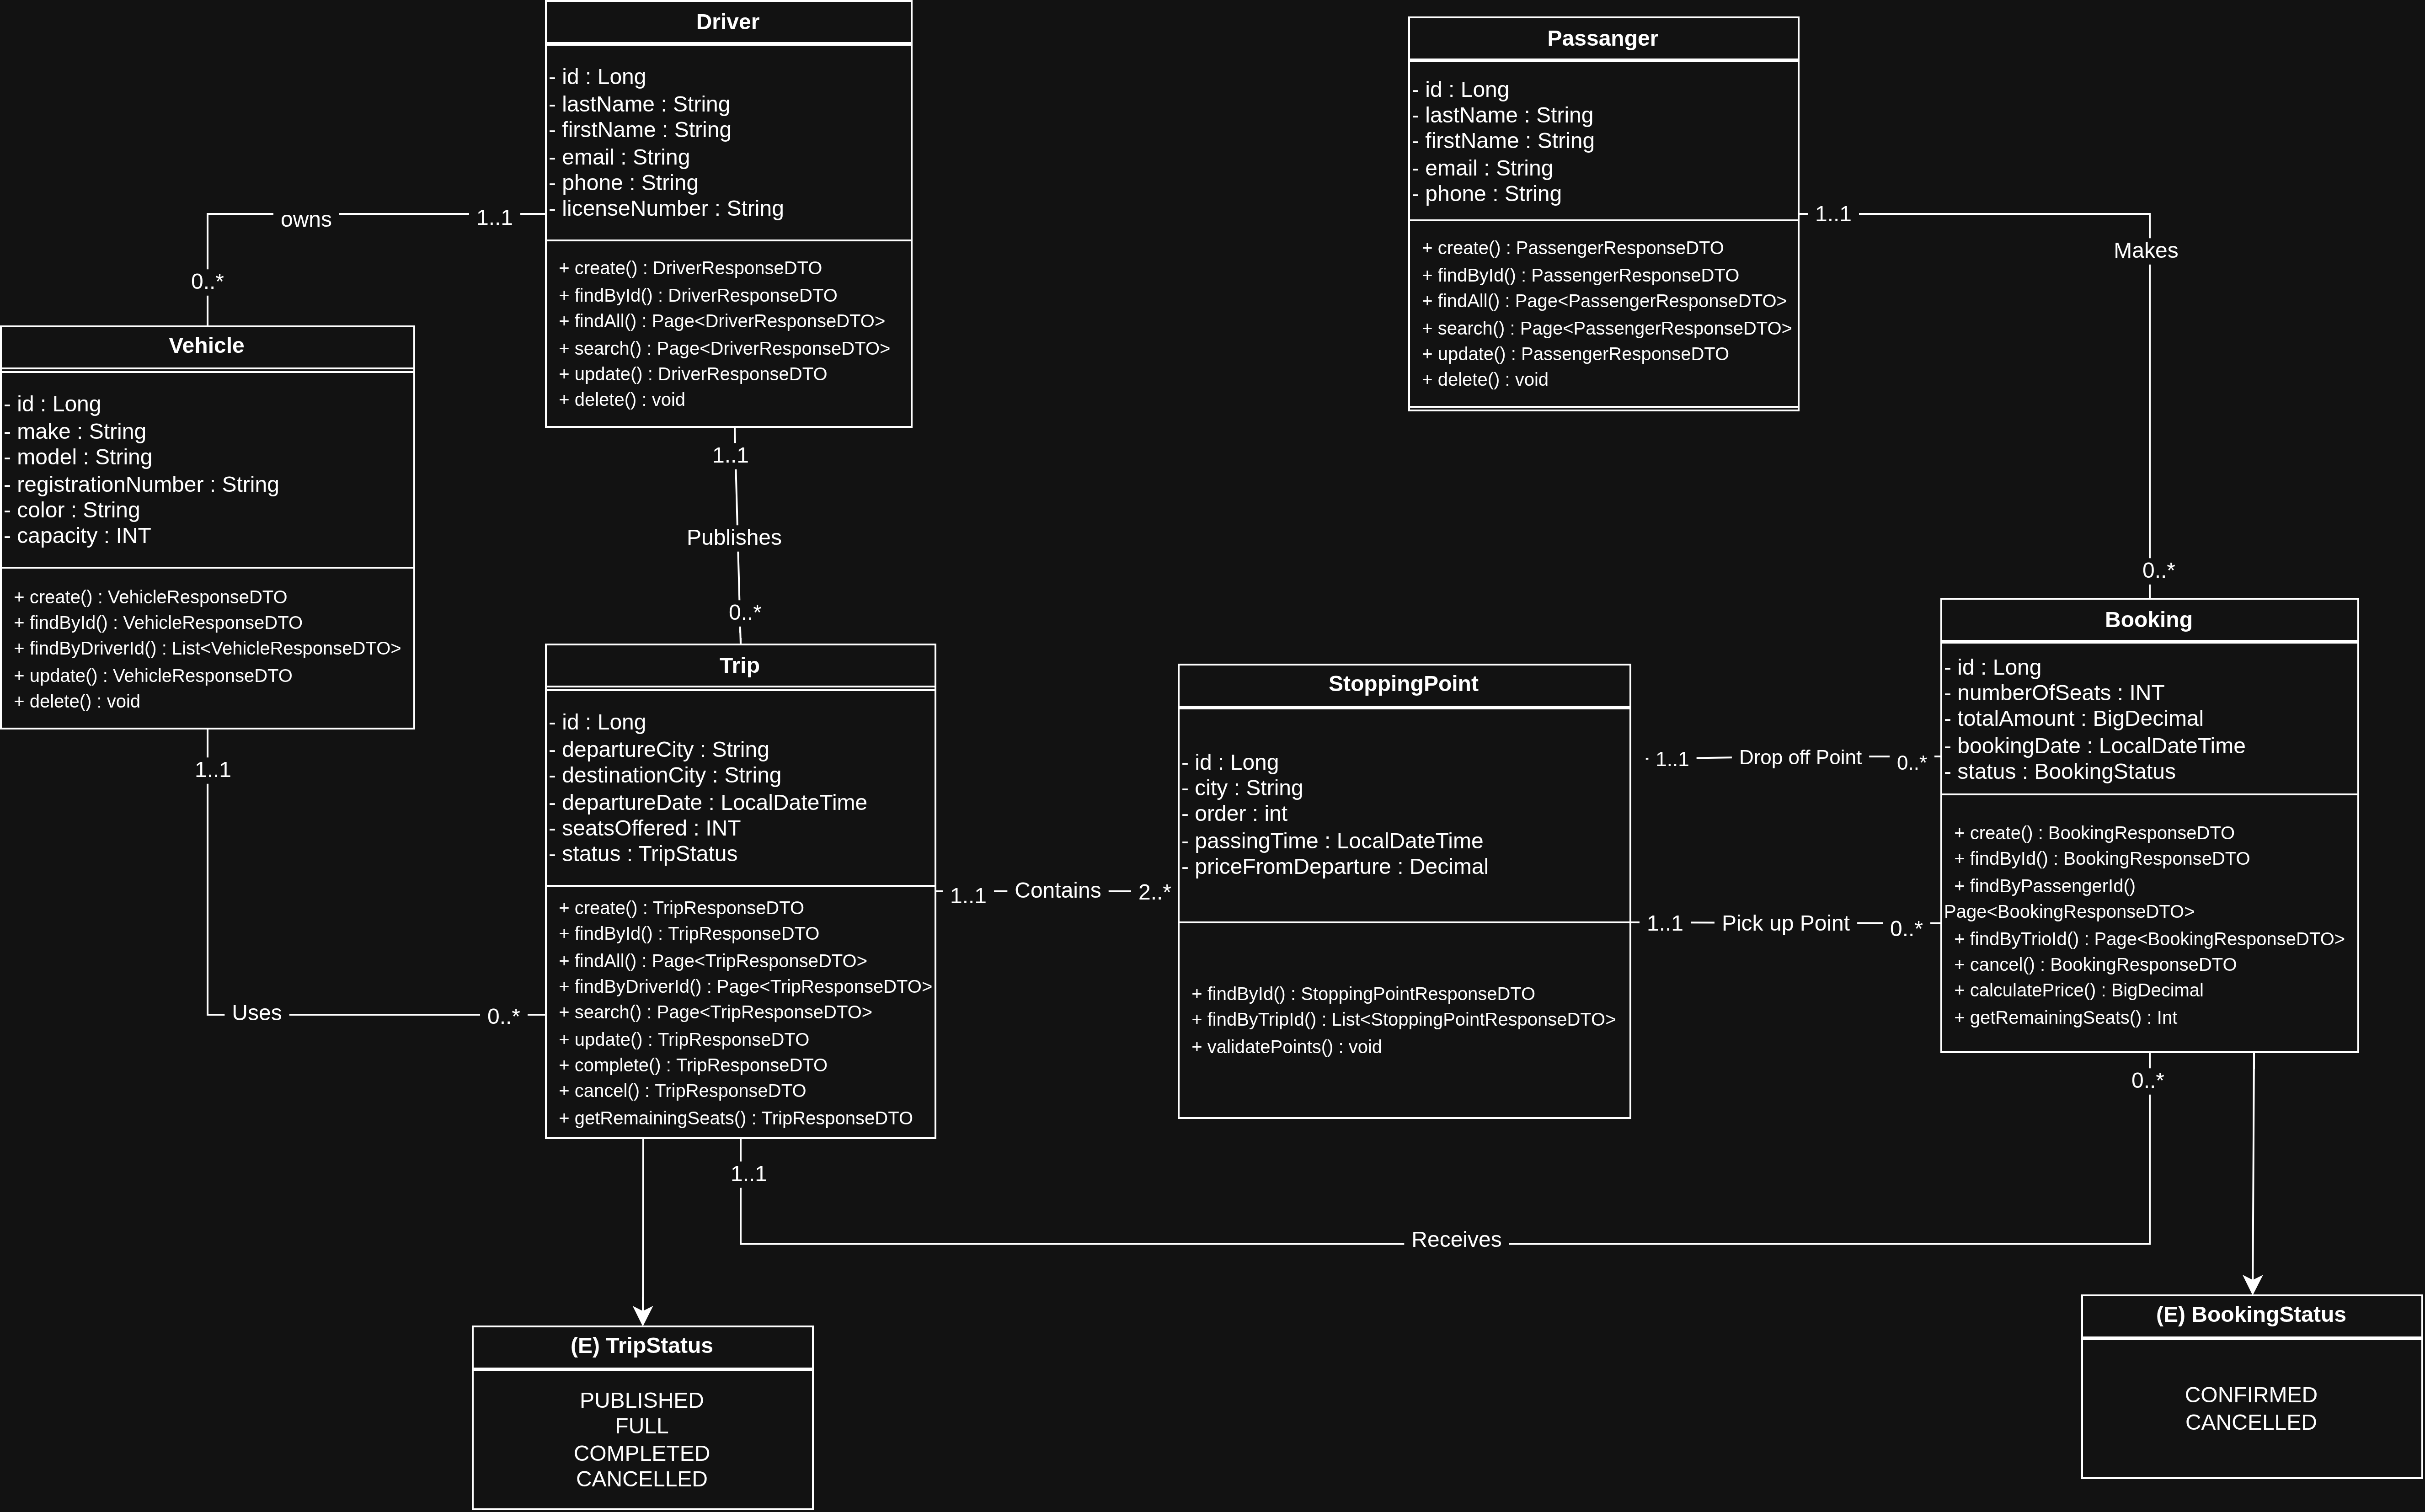 Driver
- id : Long
- lastName : String
- firstName : String
- email : String
- phone : String
- licenseNumber : String
+ create() : DriverResponseDTO
+ findById() : DriverResponseDTO
+ findAll() : Page<DriverResponseDTO>
+ search() : Page<DriverResponseDTO>
+ update() : DriverResponseDTO
+ delete() : void
Passanger
- id : Long
- lastName : String
- firstName : String
- email : String
- phone : String
+ create() : PassengerResponseDTO
+ findById() : PassengerResponseDTO
+ findAll() : Page<PassengerResponseDTO>
+ search() : Page<PassengerResponseDTO>
+ update() : PassengerResponseDTO
+ delete() : void
owns
1..1
0..*
1..1
Makes
0..*
Vehicle
- id : Long
- make : String
- model : String
- registrationNumber : String
- color : String
- capacity : INT
+ create() : VehicleResponseDTO
+ findById() : VehicleResponseDTO
+ findByDriverId() : List<VehicleResponseDTO>
+ update() : VehicleResponseDTO
+ delete() : void
1..1
Publishes
0..*
1..1
Uses
0..*
Trip
- id : Long
- departureCity : String
- destinationCity : String
- departureDate : LocalDateTime
- seatsOffered : INT
- status : TripStatus
+ create() : TripResponseDTO
+ findById() : TripResponseDTO
+ findAll() : Page<TripResponseDTO>
+ findByDriverId() : Page<TripResponseDTO>
+ search() : Page<TripResponseDTO>
+ update() : TripResponseDTO
+ complete() : TripResponseDTO
+ cancel() : TripResponseDTO
+ getRemainingSeats() : TripResponseDTO
1..1
Contains
2..*
StoppingPoint
- id : Long
- city : String
- order : int
- passingTime : LocalDateTime
- priceFromDeparture : Decimal
+ findById() : StoppingPointResponseDTO
+ findByTripId() : List<StoppingPointResponseDTO>
+ validatePoints() : void
1..1
Drop off Point
0..*
1..1
Pick up Point
0..*
Booking
- id : Long
- numberOfSeats : INT
- totalAmount : BigDecimal
- bookingDate : LocalDateTime
- status : BookingStatus
+ create() : BookingResponseDTO
+ findById() : BookingResponseDTO
+ findByPassengerId()
Page<BookingResponseDTO>
+ findByTrioId() : Page<BookingResponseDTO>
+ cancel() : BookingResponseDTO
+ calculatePrice() : BigDecimal
+ getRemainingSeats() : Int
0..*
1..1
Receives
(E) TripStatus
PUBLISHED
FULL
COMPLETED
CANCELLED
(E) BookingStatus
CONFIRMED
CANCELLED